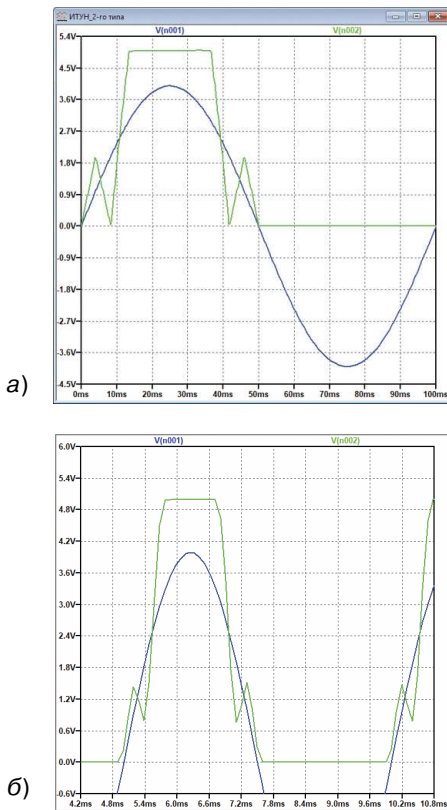 ИТУН_2-го типа
V(n001) V(n002)
5.4V
4.5V
3.6V
2.7V
1.8V
0.9V
0.0V
-0.9V
-1.8V
-2.7V
-3.6V
-4.5V
0ms 10ms 20ms 30ms 40ms 50ms 60ms 70ms 80ms 90ms 100ms
а)
V(n001) V(n002)
6.0V
5.4V
4.8V
4.2V
3.6V
3.0V
2.4V
1.8V
1.2V
0.6V
0.0V
-0.6V
4.2ms 4.8ms 5.4ms 6.0ms 6.6ms 7.2ms 7.8ms 8.4ms 9.0ms 9.6ms 10.2ms 10.8ms
б)